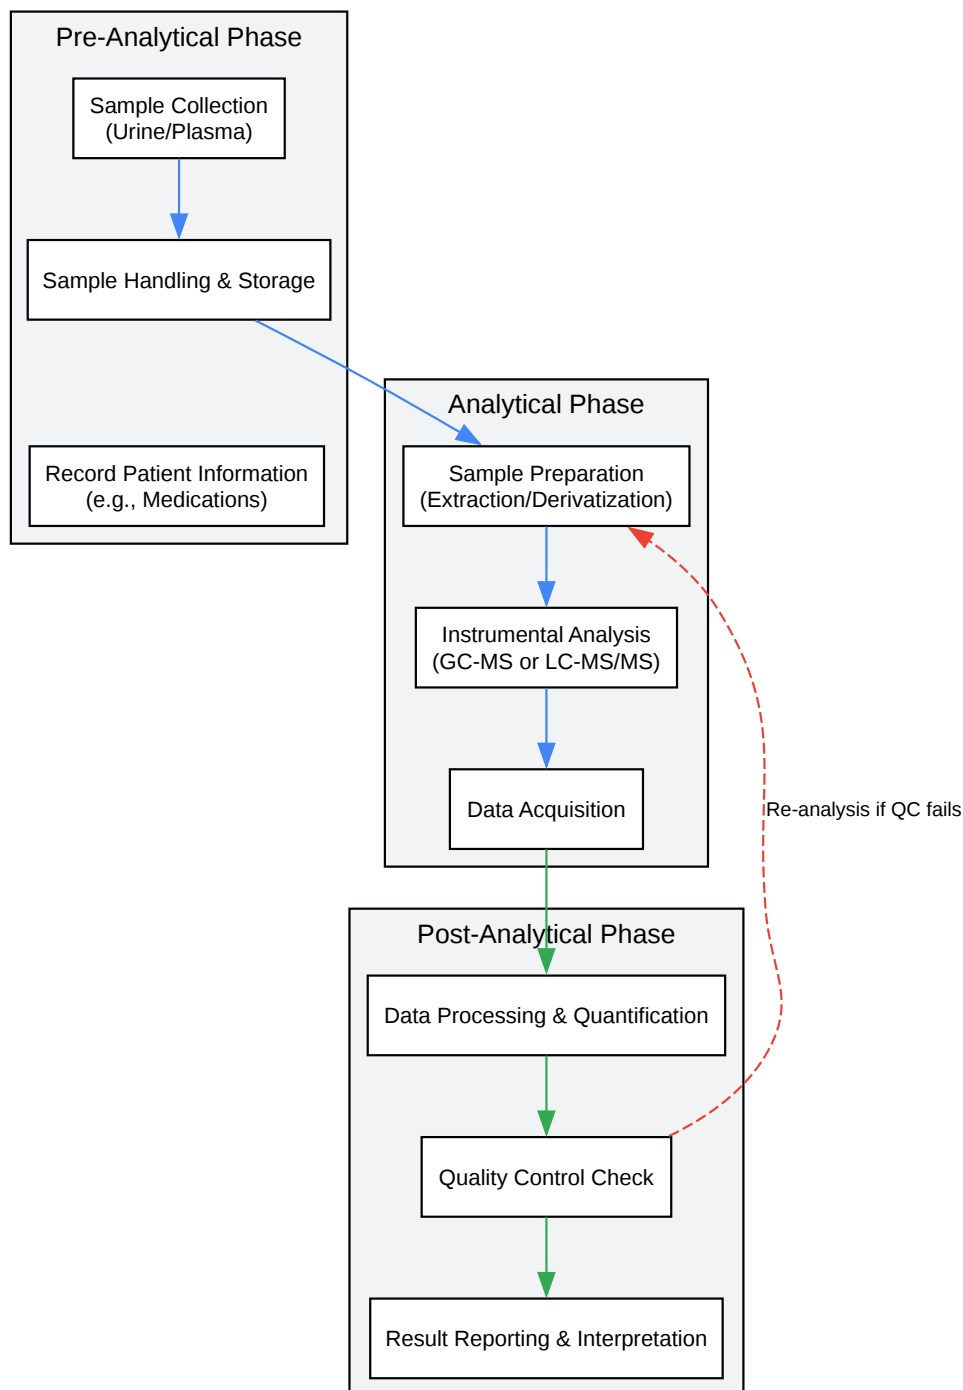 Pre-Analytical Phase
Sample Collection
(Urine/Plasma)
Sample Handling & Storage
Record Patient Information
(e.g., Medications)
Analytical Phase
Sample Preparation
(Extraction/Derivatization)
Instrumental Analysis
(GC-MS or LC-MS/MS)
Data Acquisition
Re-analysis if QC fails
Post-Analytical Phase
Data Processing & Quantification
Quality Control Check
Result Reporting & Interpretation